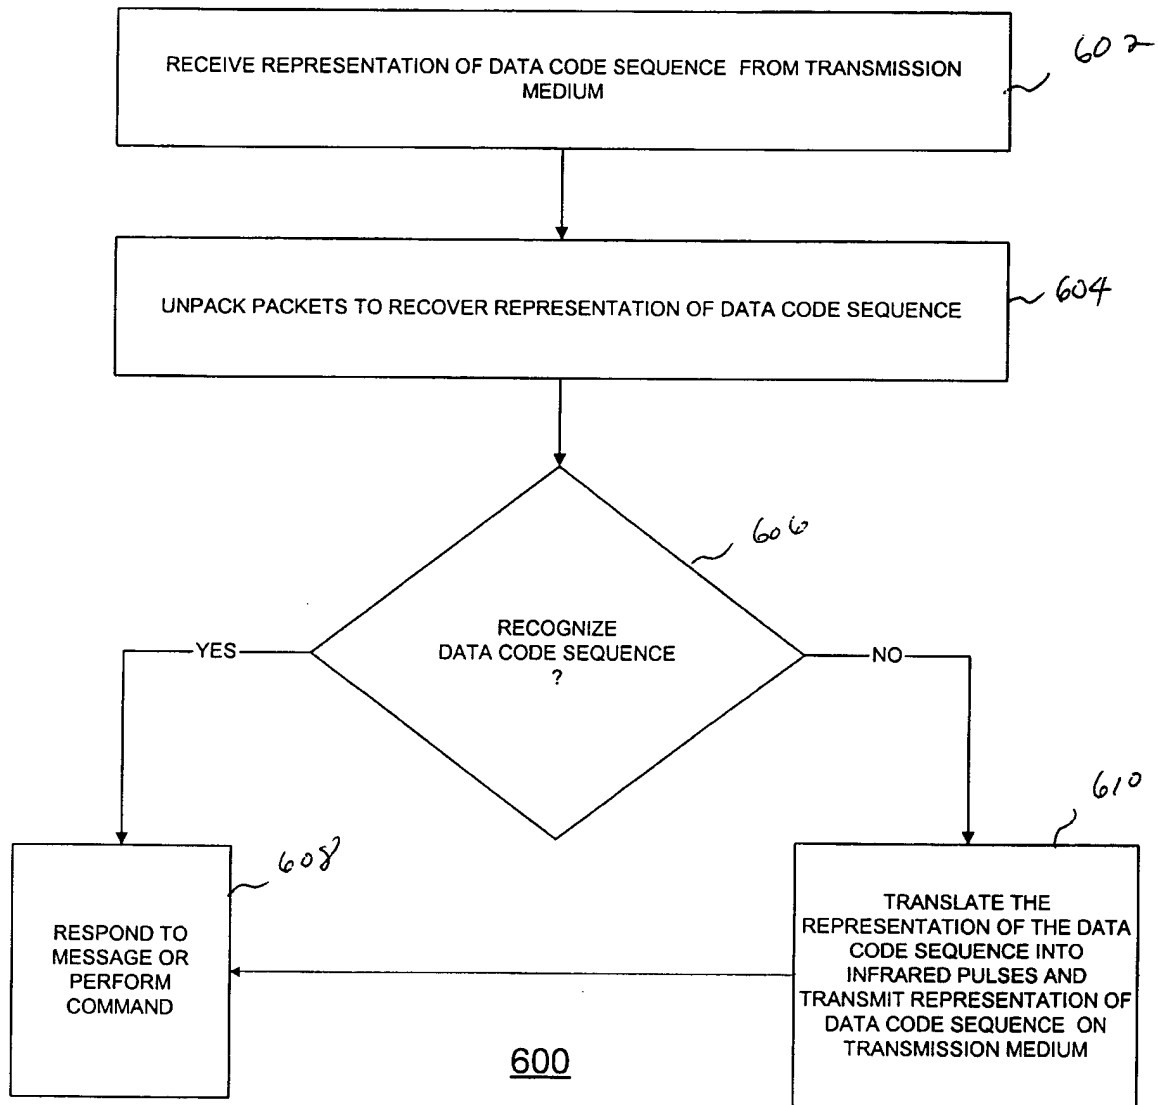 RECEIVE REPRESENTATION OF DATA CODE SEQUENCE FROM TRANSMISSION
MEDIUM
602
UNPACK PACKETS TO RECOVER REPRESENTATION OF DATA CODE SEQUENCE
604
606
RECOGNIZE
DATA CODE SEQUENCE
?
YES
NO
608
RESPOND TO
MESSAGE OR
PERFORM
COMMAND
610
TRANSLATE THE
REPRESENTATION OF THE DATA
CODE SEQUENCE INTO
INFRARED PULSES AND
TRANSMIT REPRESENTATION OF
DATA CODE SEQUENCE ON
TRANSMISSION MEDIUM
600